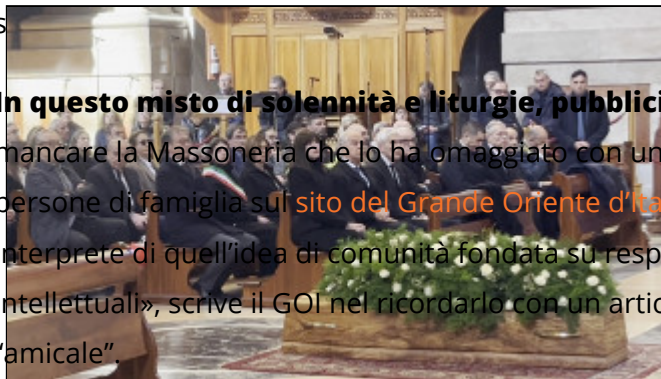 s
In questo misto di solennità e liturgie, pubblici
mancare la Massoneria che lo ha omaggiato con un
persone di famiglia sul sito del Grande Oriente d'Ita
interprete di quell'idea di comunità fondata su resp
intellettuali», scrive il GOI nel ricordarlo con un artic
"amicale".